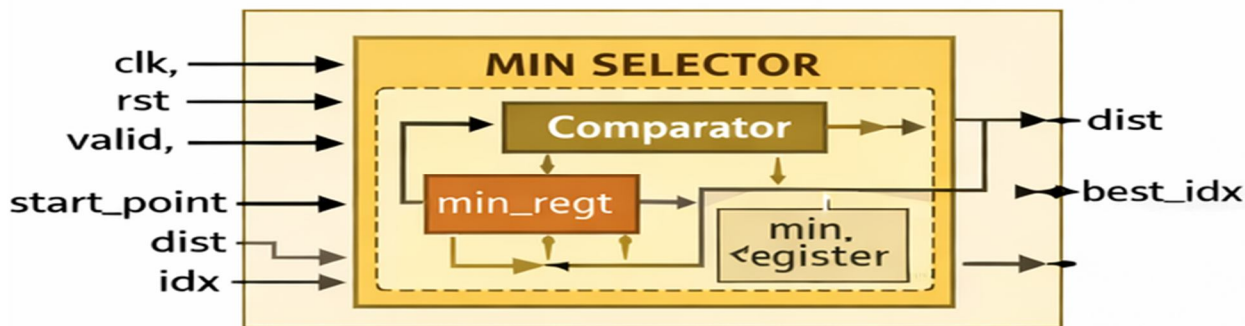 clk,
rst
valid,
start_point
dist
idx
MIN SELECTOR
Comparator
min_regt
min.
<egister
dist
best_idx